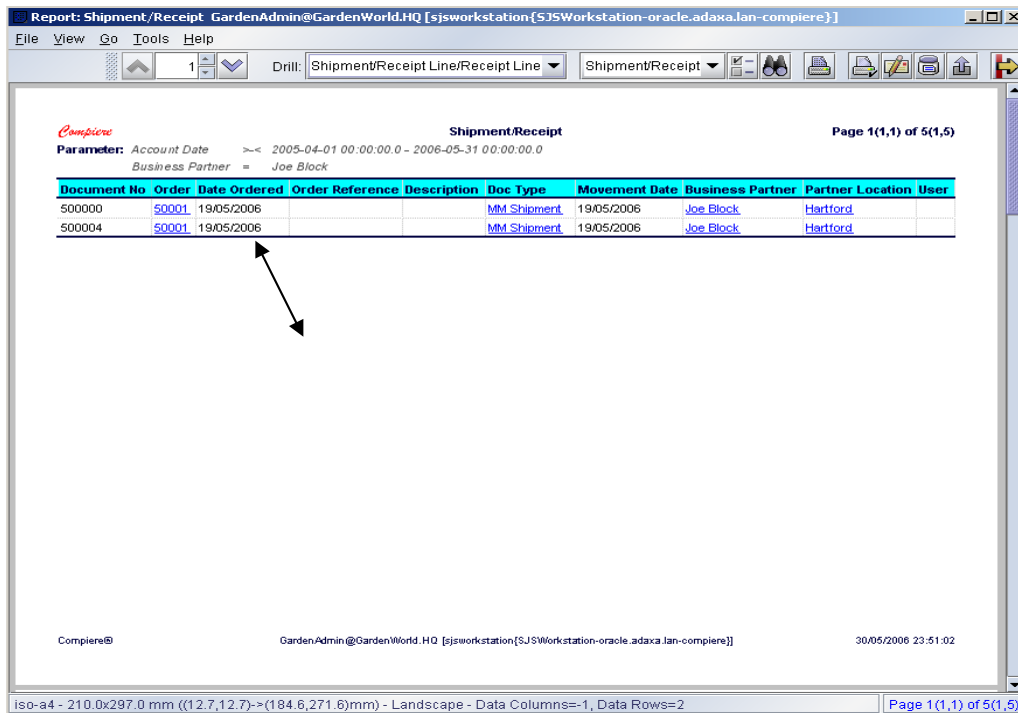 Report: Shipment/Receipt GardenAdmin@GardenWorld.HQ [sjsworkstation{SJSWorkstation-oracle.adaxa.lan-compiere}]
File View Go Tools Help
1 Drill: Shipment/Receipt Line/Receipt Line Shipment/Receipt
Compiere Shipment/Receipt Page 1(1,1) of 5(1,5)
Parameter: Account Date >-< 2005-04-01 00:00:00.0 - 2006-05-31 00:00:00.0
Business Partner = Joe Block
Document No Order Date Ordered Order Reference Description Doc Type Movement Date Business Partner Partner Location User
500000 50001 19/05/2006 MM Shipment 19/05/2006 Joe Block Hartford
500004 50001 19/05/2006 MM Shipment 19/05/2006 Joe Block Hartford
Compiere® GardenAdmin@GardenWorld.HQ [sjsworkstation{SJSWorkstation-oracle.adaxa.lan-compiere}] 30/05/2006 23:51:02
iso-a4 - 210.0x297.0 mm ((12.7,12.7)->(184.6,271.6)mm) - Landscape - Data Columns=-1, Data Rows=2 Page 1(1,1) of 5(1,5)